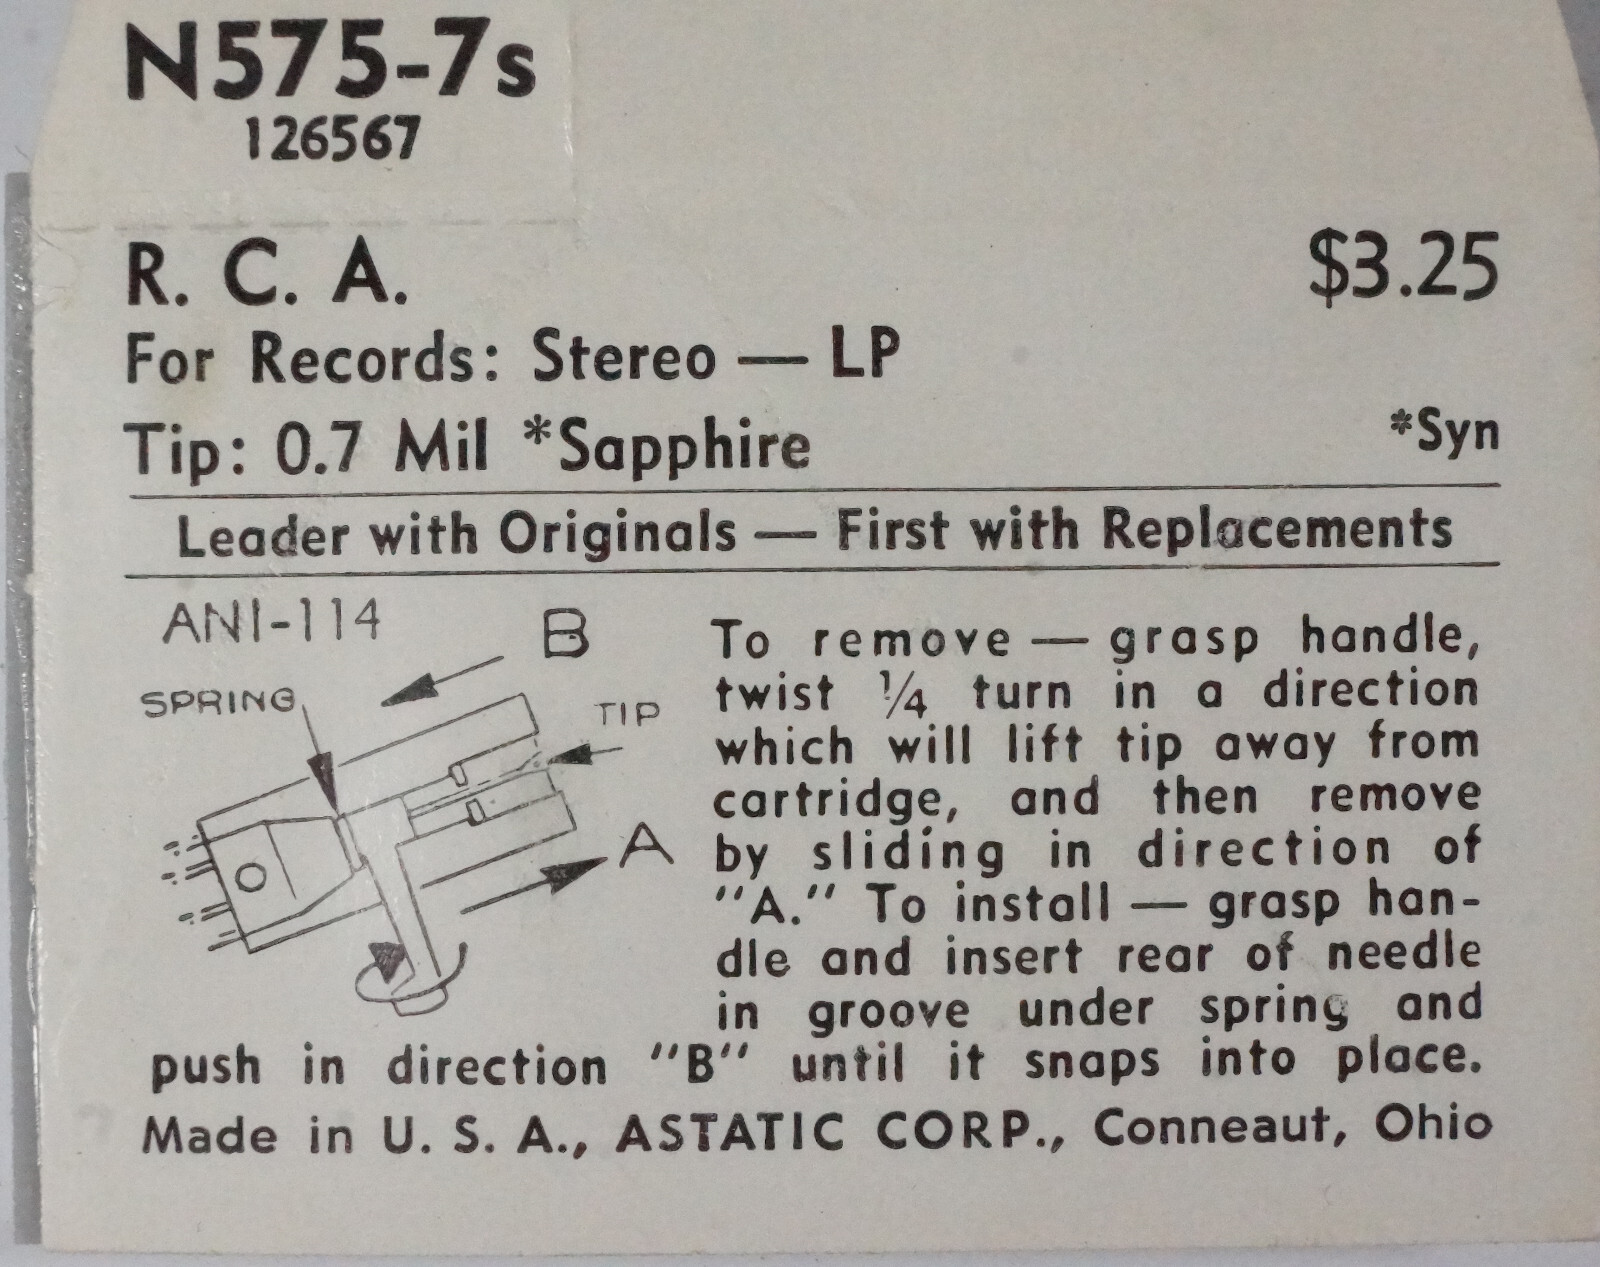 N575-7s
126567
R. C. A.
$3.25
For Records: Stereo — LP
Tip: 0.7 Mil *Sapphire
*Syn
Leader with Originals — First with Replacements
ANI-114
B
SPRING
TIP
A
To remove — grasp handle,
twist 1/4 turn in a direction
which will lift tip away from
cartridge, and then remove
by sliding in direction of
"A." To install — grasp han-
dle and insert rear of needle
in groove under spring and
push in direction "B" until it snaps into place.
Made in U. S. A., ASTATIC CORP., Conneaut, Ohio